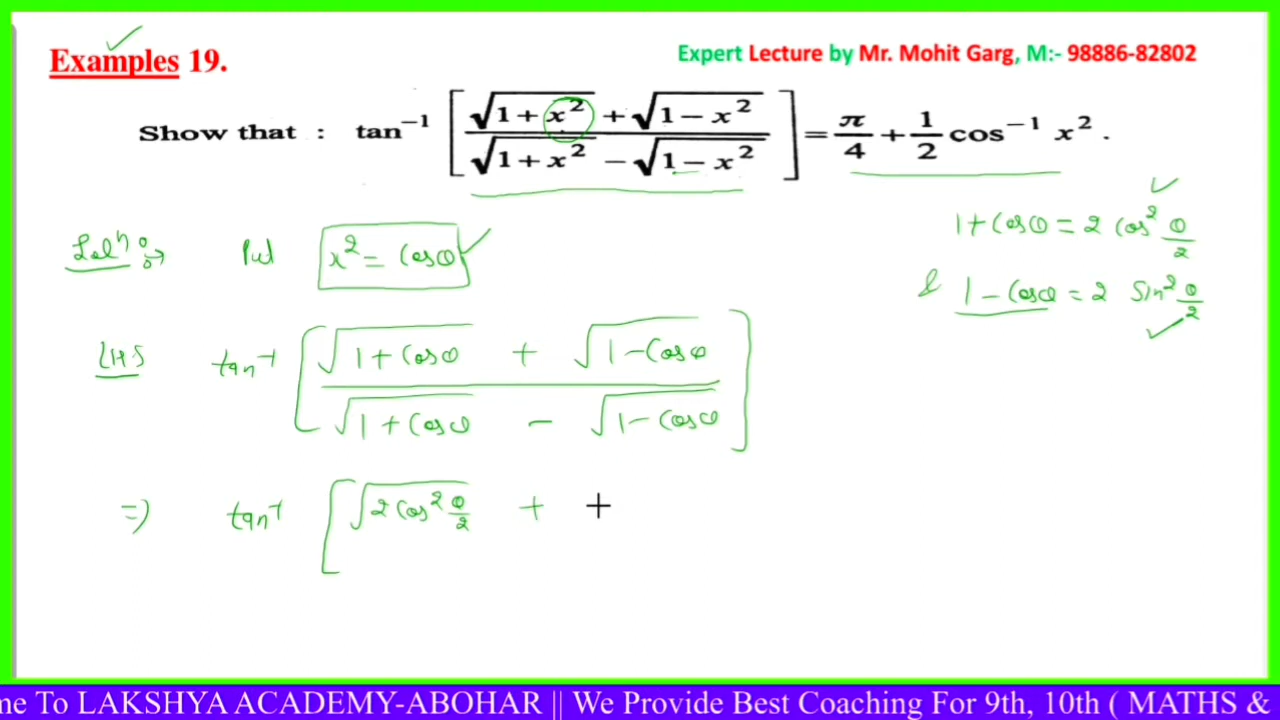 Examples 19.
Expert Lecture by Mr. Mohit Garg, M:- 98886-82802
Show that : tan⁻¹ [ (√(1 + x²) + √(1 − x²)) / (√(1 + x²) − √(1 − x²)) ] = π/4 + 1/2 cos⁻¹ x² .
Solⁿ Put x² = Cosθ
1 + Cosθ = 2 Cos² θ/2
& 1 − Cosθ = 2 Sin² θ/2
LHS tan⁻¹ [ (√(1 + Cosθ) + √(1 − Cosθ)) / (√(1 + Cosθ) − √(1 − Cosθ)) ]
⇒ tan⁻¹ [ √(2 Cos² θ/2) +
me To LAKSHYA ACADEMY-ABOHAR || We Provide Best Coaching For 9th, 10th ( MATHS &